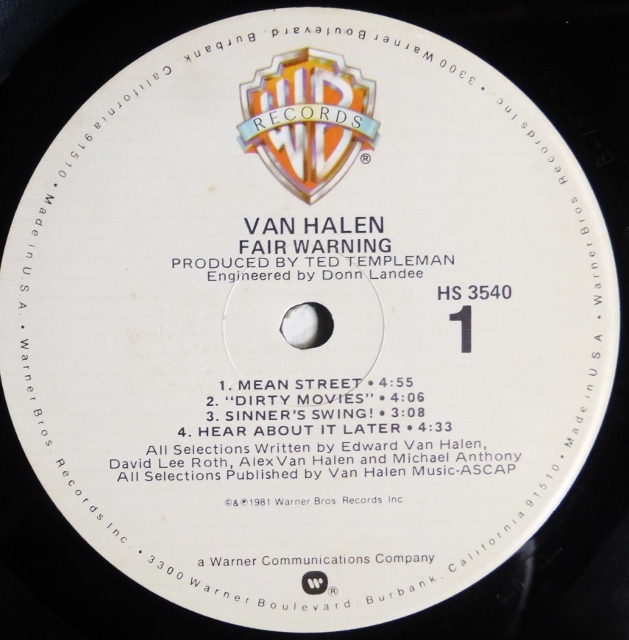 WB
RECORDS
®
VAN HALEN
FAIR WARNING
PRODUCED BY TED TEMPLEMAN
Engineered by Donn Landee
HS 3540
1
1. MEAN STREET • 4:55
2. “DIRTY MOVIES” • 4:06
3. SINNER'S SWING! • 3:08
4. HEAR ABOUT IT LATER • 4:33
All Selections Written by Edward Van Halen,
David Lee Roth, Alex Van Halen and Michael Anthony
All Selections Published by Van Halen Music-ASCAP
©&℗1981 Warner Bros. Records Inc
a Warner Communications Company
®
• Warner Bros. Records Inc. • 3300 Warner Boulevard, Burbank, California 91510 • Made in U.S.A. • Warner Bros. Records Inc. • 3300 Warner Boulevard, Burbank, California 91510 • Made in U.S.A.